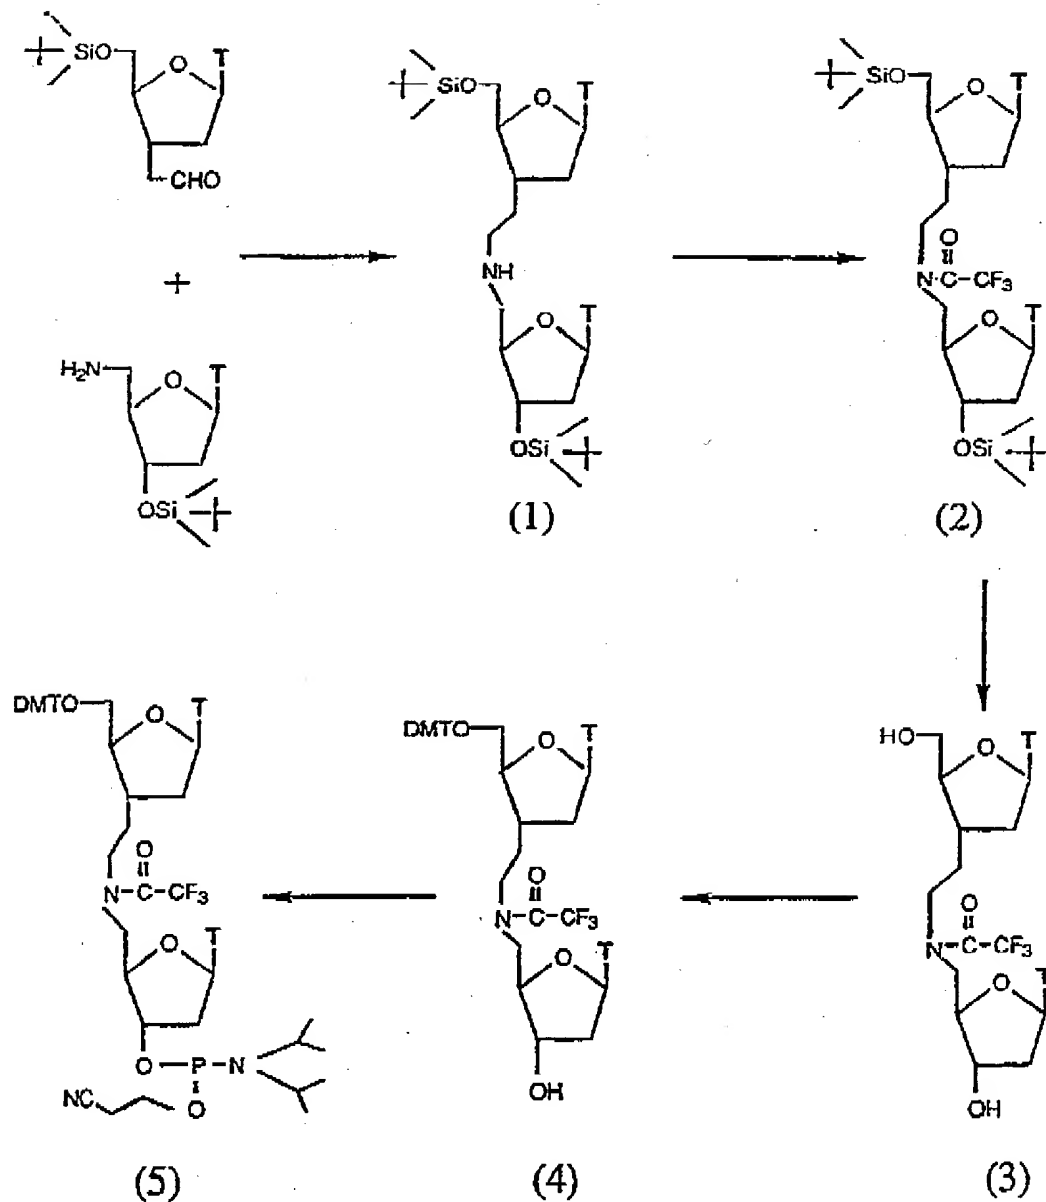 SiO O T
CHO
+
H₂N O T
OSi
SiO O T
NH
O T
OSi
(1)
SiO O T
O
N-C-CF₃
O T
OSi
(2)
HO O T
O
N-C-CF₃
O T
OH
(3)
DMTO O T
O
N-C-CF₃
O T
OH
(4)
DMTO O T
O
N-C-CF₃
O T
O-P-N
NC O
(5)